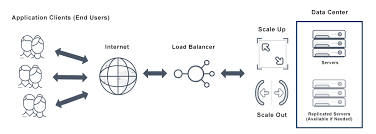 Application Clients (End Users)
Internet
Load Balancer
Scale Up
Scale Out
Data Center
Servers
Replicated Servers
(Available if Needed)